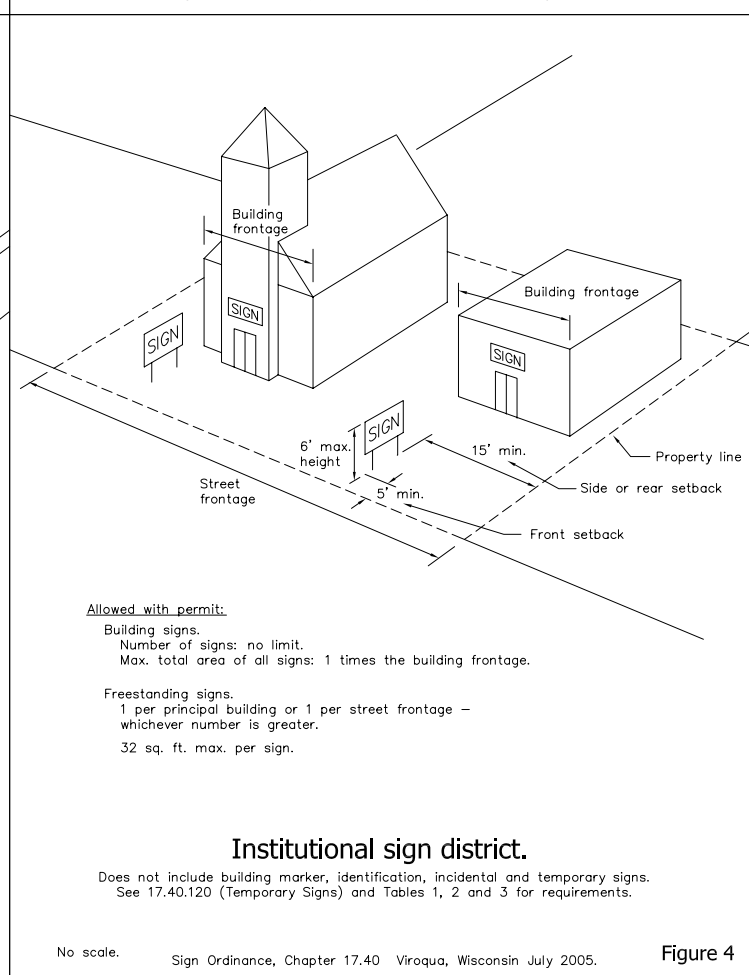 Building
frontage
SIGN
Building frontage
SIGN
SIGN
SIGN
6' max.
height
15' min.
Property line
Street
frontage
5' min.
Side or rear setback
Front setback
Allowed with permit:
Building signs.
Number of signs: no limit.
Max. total area of all signs: 1 times the building frontage.
Freestanding signs.
1 per principal building or 1 per street frontage –
whichever number is greater.
32 sq. ft. max. per sign.
Institutional sign district.
Does not include building marker, identification, incidental and temporary signs.
See 17.40.120 (Temporary Signs) and Tables 1, 2 and 3 for requirements.
No scale.
Sign Ordinance, Chapter 17.40 Viroqua, Wisconsin July 2005.
Figure 4